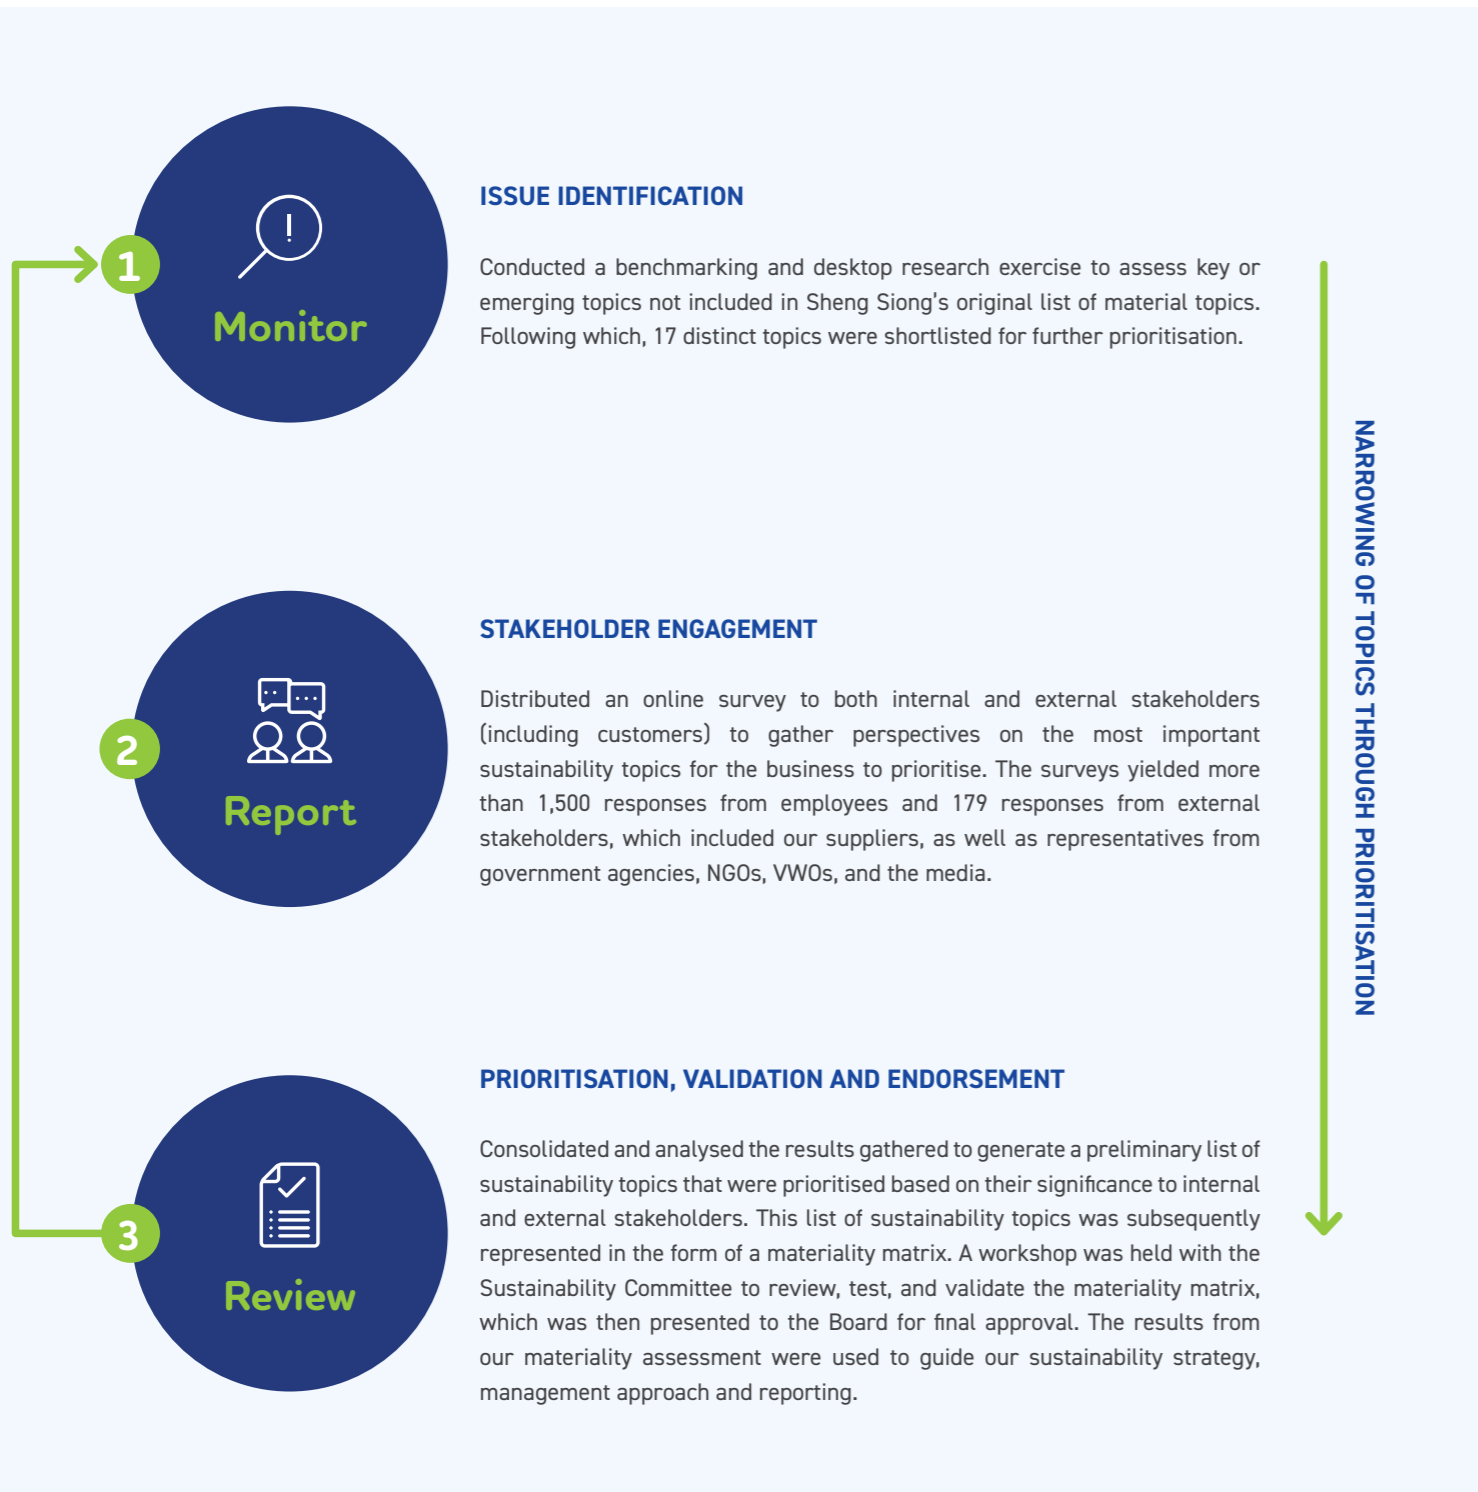 ISSUE IDENTIFICATION
1
Monitor
Conducted a benchmarking and desktop research exercise to assess key or
emerging topics not included in Sheng Siong's original list of material topics.
Following which, 17 distinct topics were shortlisted for further prioritisation.
STAKEHOLDER ENGAGEMENT
2
Report
Distributed an online survey to both internal and external stakeholders
(including customers) to gather perspectives on the most important
sustainability topics for the business to prioritise. The surveys yielded more
than 1,500 responses from employees and 179 responses from external
stakeholders, which included our suppliers, as well as representatives from
government agencies, NGOs, VWOs, and the media.
PRIORITISATION, VALIDATION AND ENDORSEMENT
3
Review
Consolidated and analysed the results gathered to generate a preliminary list of
sustainability topics that were prioritised based on their significance to internal
and external stakeholders. This list of sustainability topics was subsequently
represented in the form of a materiality matrix. A workshop was held with the
Sustainability Committee to review, test, and validate the materiality matrix,
which was then presented to the Board for final approval. The results from
our materiality assessment were used to guide our sustainability strategy,
management approach and reporting.
NARROWING OF TOPICS THROUGH PRIORITISATION